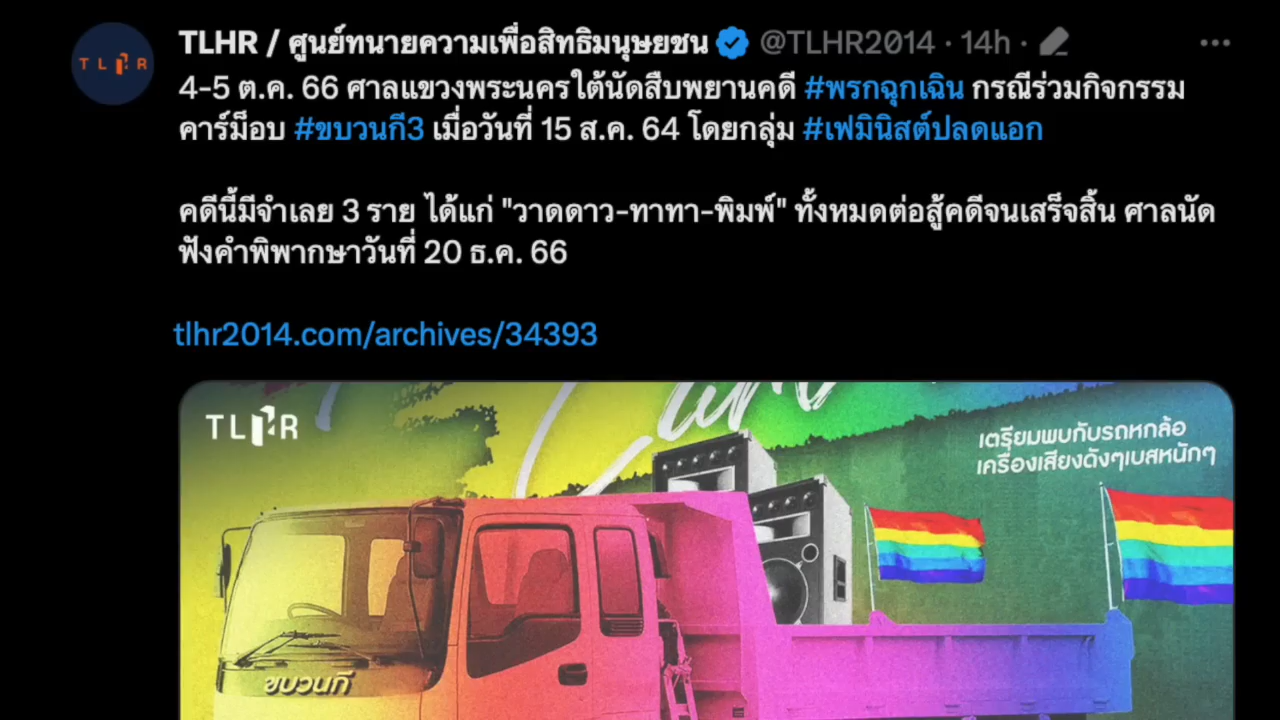 TLHR
TLHR / ศูนย์ทนายความเพื่อสิทธิมนุษยชน @TLHR2014 · 14h ·
4-5 ต.ค. 66 ศาลแขวงพระนครใต้นัดสืบพยานคดี #พรกฉุกเฉิน กรณีร่วมกิจกรรม
คาร์ม็อบ #ขบวนกี3 เมื่อวันที่ 15 ส.ค. 64 โดยกลุ่ม #เฟมินิสต์ปลดแอก
คดีนี้มีจำเลย 3 ราย ได้แก่ "วาดดาว-ทาทา-พิมพ์" ทั้งหมดต่อสู้คดีจนเสร็จสิ้น ศาลนัด
ฟังคำพิพากษาวันที่ 20 ธ.ค. 66
tlhr2014.com/archives/34393
TLHR
เตรียมพบกับรถหกล้อ
เครื่องเสียงดังๆเบสหนักๆ
ขบวนกี